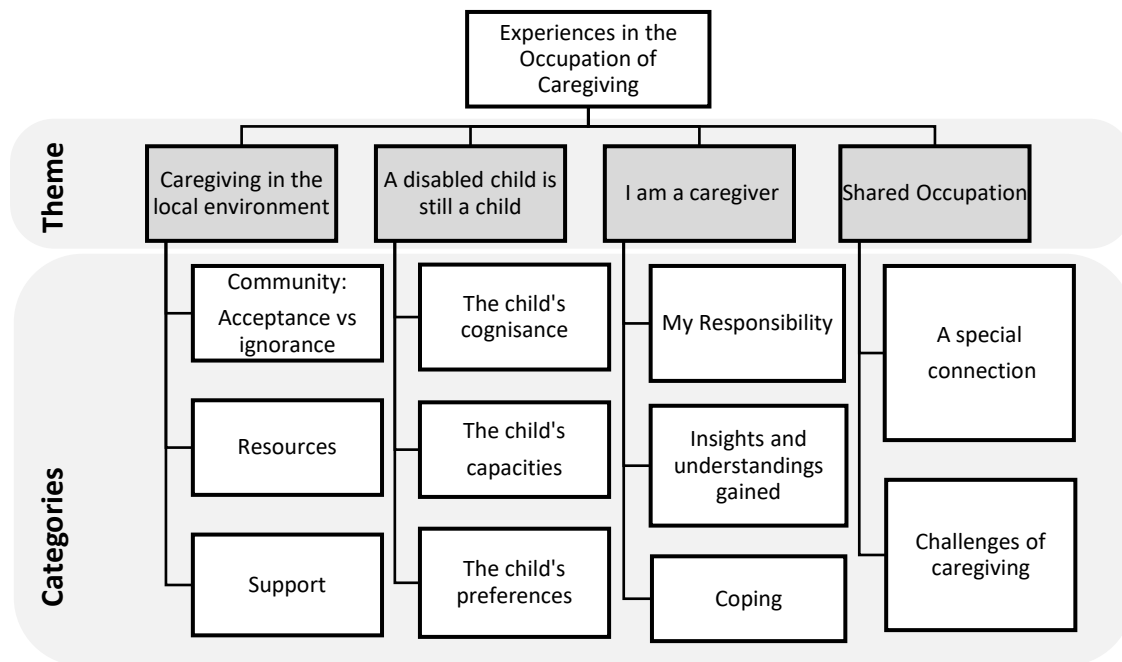 Experiences in the
Occupation of
Caregiving
Theme
Caregiving in the
local environment
A disabled child is
still a child
I am a caregiver
Shared Occupation
Categories
Community:
Acceptance vs
ignorance
Resources
Support
The child's
cognisance
The child's
capacities
The child's
preferences
My Responsibility
Insights and
understandings
gained
Coping
A special
connection
Challenges of
caregiving